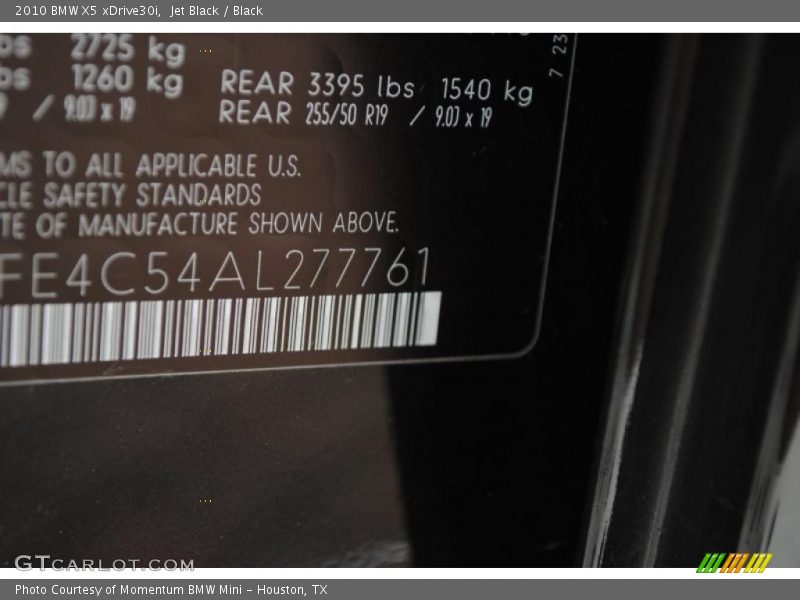 2010 BMW X5 xDrive30i, Jet Black / Black
2725 kg
1260 kg
REAR 3395 lbs 1540 kg
/ 9.0J x 19
REAR 255/50 R19 / 9.0J x 19
7 23
MS TO ALL APPLICABLE U.S.
CLE SAFETY STANDARDS
TE OF MANUFACTURE SHOWN ABOVE.
FE4C54AL277761
GTCARLOT.COM
Photo Courtesy of Momentum BMW Mini - Houston, TX